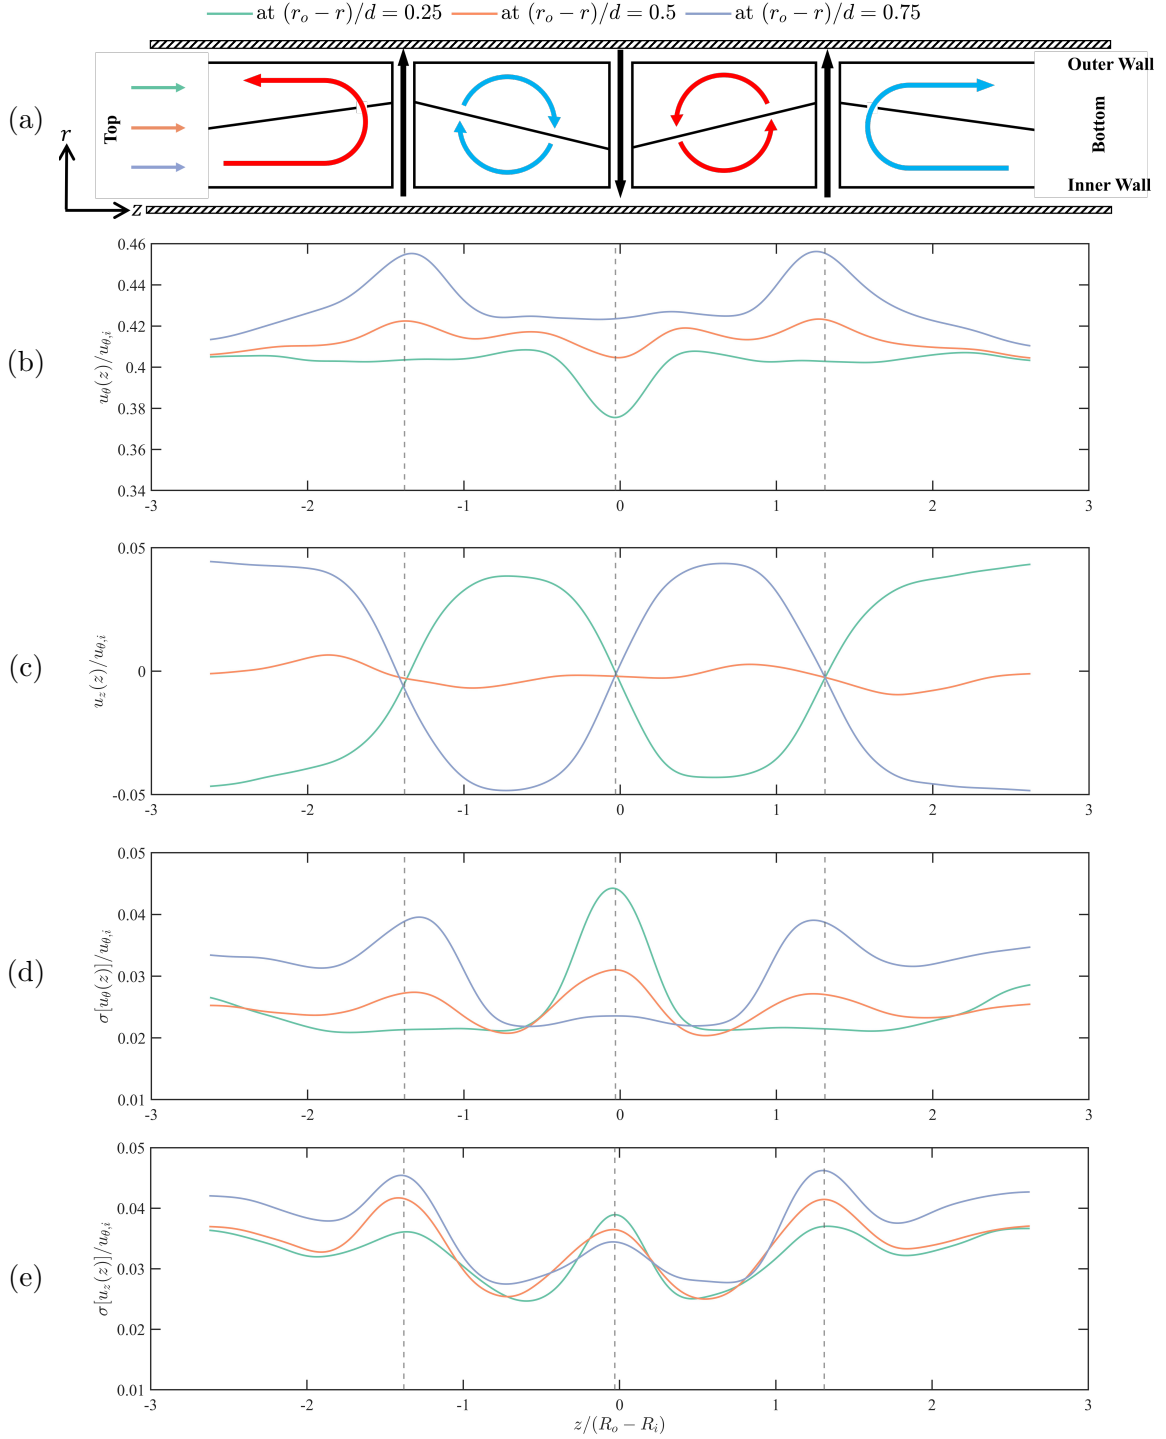 at (r_o − r)/d = 0.25 at (r_o − r)/d = 0.5 at (r_o − r)/d = 0.75
(a)
r
z
Top
Outer Wall
Bottom
Inner Wall
(b)
u_θ(z)/u_{θ,i}
0.46
0.44
0.42
0.4
0.38
0.36
0.34
-3 -2 -1 0 1 2 3
(c)
u_z(z)/u_{θ,i}
0.05
0
-0.05
-3 -2 -1 0 1 2 3
(d)
σ[u_θ(z)]/u_{θ,i}
0.05
0.04
0.03
0.02
0.01
-3 -2 -1 0 1 2 3
(e)
σ[u_z(z)]/u_{θ,i}
0.05
0.04
0.03
0.02
0.01
-3 -2 -1 0 1 2 3
z/(R_o − R_i)